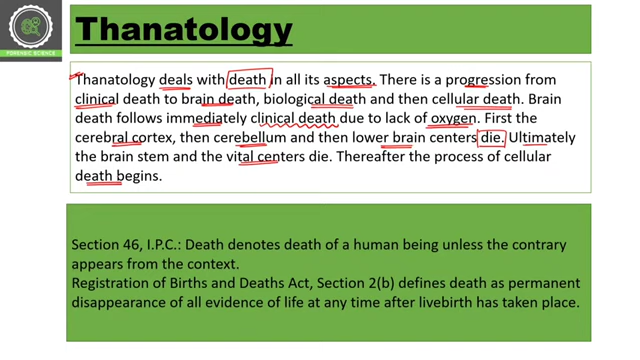 Thanatology
FORENSIC SCIENCE
Thanatology deals with death in all its aspects. There is a progression from
clinical death to brain death, biological death and then cellular death. Brain
death follows immediately clinical death due to lack of oxygen. First the
cerebral cortex, then cerebellum and then lower brain centers die. Ultimately
the brain stem and the vital centers die. Thereafter the process of cellular
death begins.
Section 46, I.P.C.: Death denotes death of a human being unless the contrary
appears from the context.
Registration of Births and Deaths Act, Section 2(b) defines death as permanent
disappearance of all evidence of life at any time after livebirth has taken place.